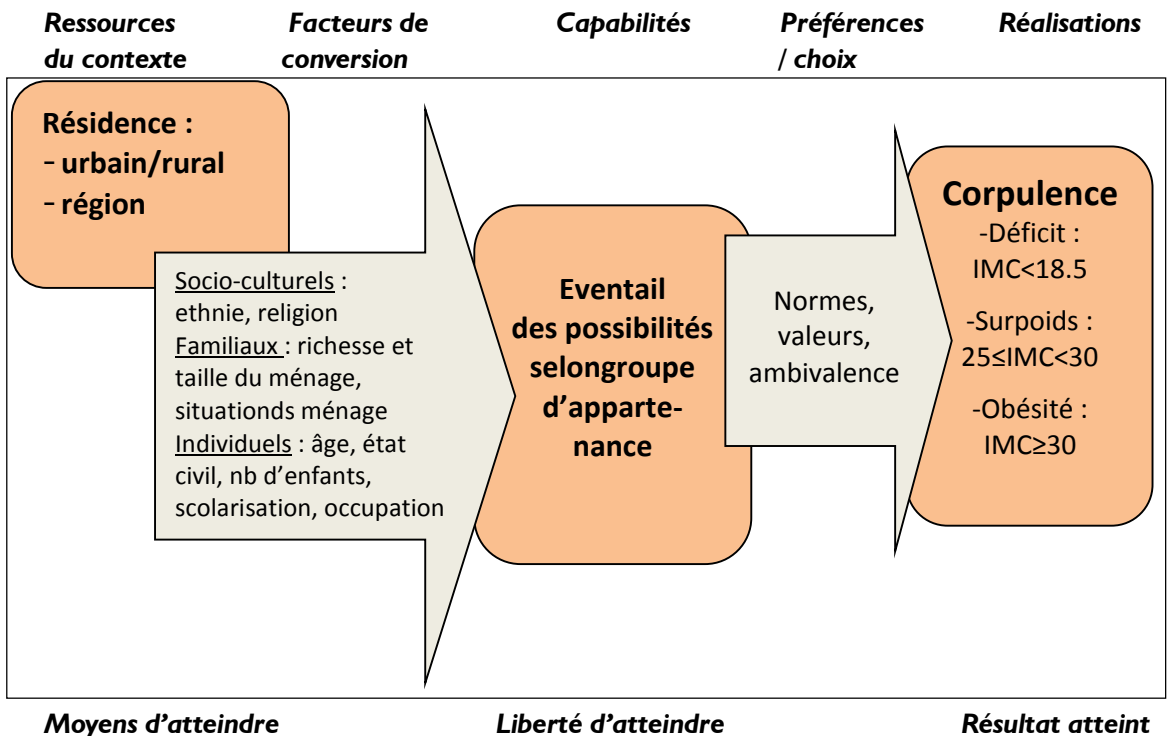 Ressources
du contexte
Facteurs de
conversion
Capabilités
Préférences
/ choix
Réalisations
Résidence :
- urbain/rural
- région
Socio-culturels :
ethnie, religion
Familiaux : richesse et
taille du ménage,
situationds ménage
Individuels : âge, état
civil, nb d’enfants,
scolarisation, occupation
Eventail
des possibilités
selongroupe
d’apparte-
nance
Normes,
valeurs,
ambivalence
Corpulence
-Déficit :
IMC<18.5
-Surpoids :
25≤IMC<30
-Obésité :
IMC≥30
Moyens d’atteindre
Liberté d’atteindre
Résultat atteint